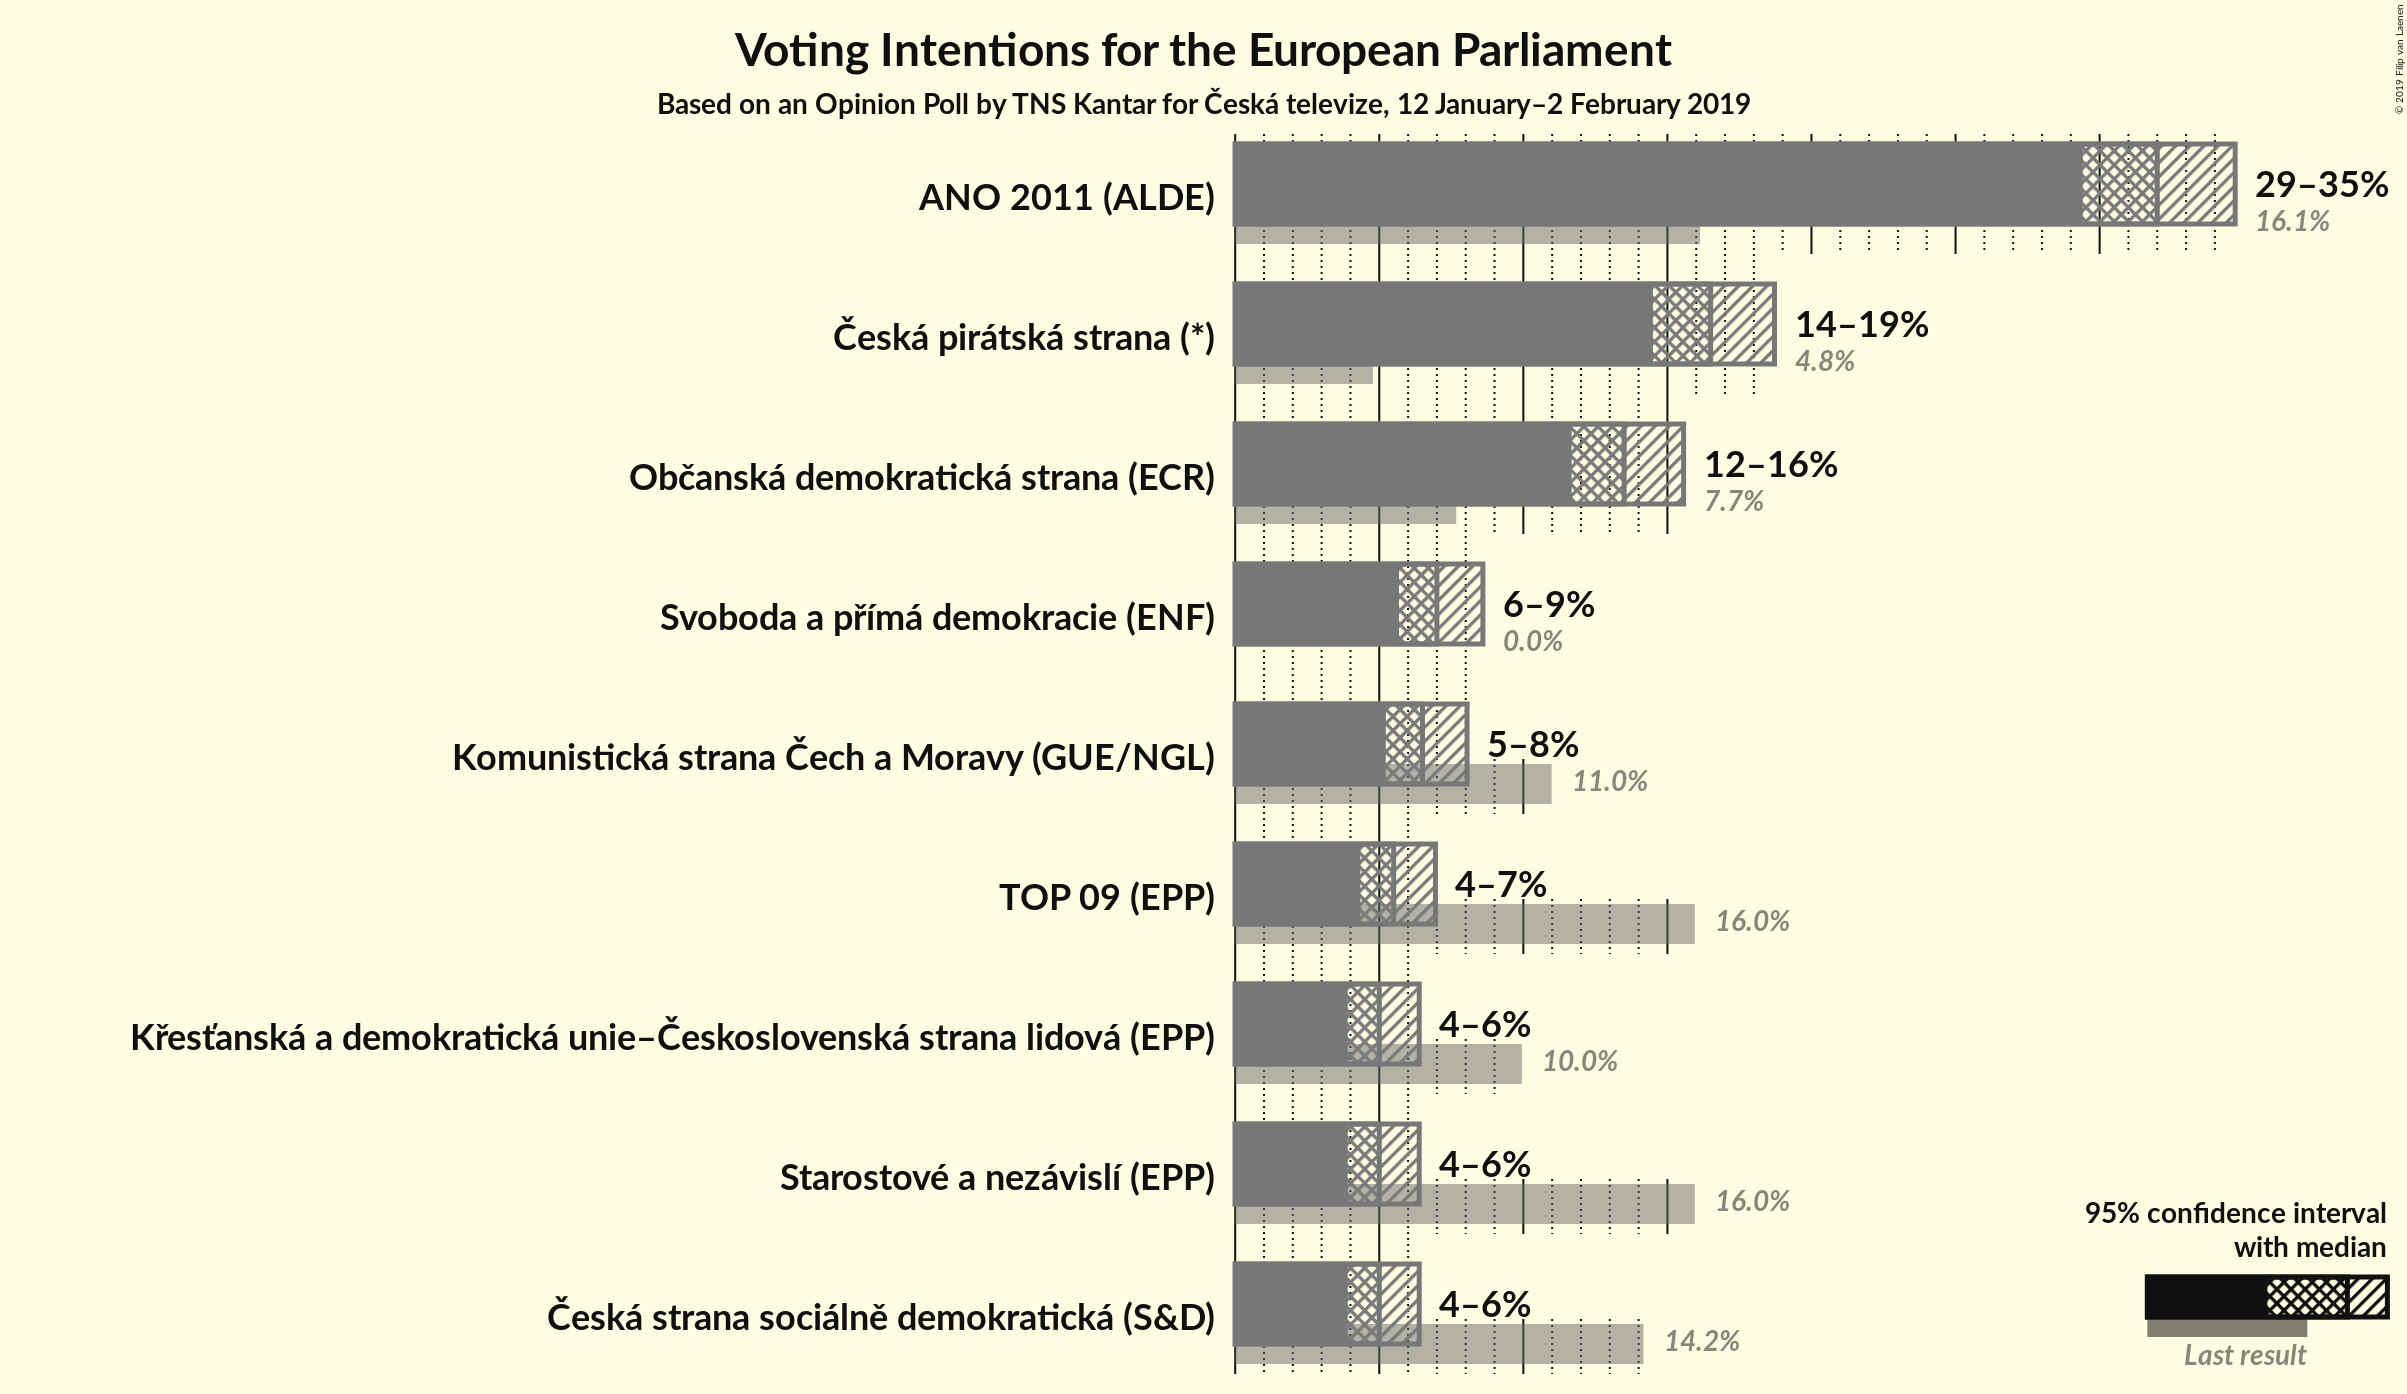 Voting Intentions for the European Parliament
Based on an Opinion Poll by TNS Kantar for Česká televize, 12 January–2 February 2019
© 2019 Filip van Laenen
ANO 2011 (ALDE)
29–35%
16.1%
Česká pirátská strana (*)
14–19%
4.8%
Občanská demokratická strana (ECR)
12–16%
7.7%
Svoboda a přímá demokracie (ENF)
6–9%
0.0%
Komunistická strana Čech a Moravy (GUE/NGL)
5–8%
11.0%
TOP 09 (EPP)
4–7%
16.0%
Křesťanská a demokratická unie–Československá strana lidová (EPP)
4–6%
10.0%
Starostové a nezávislí (EPP)
4–6%
16.0%
Česká strana sociálně demokratická (S&D)
4–6%
14.2%
95% confidence interval
with median
Last result